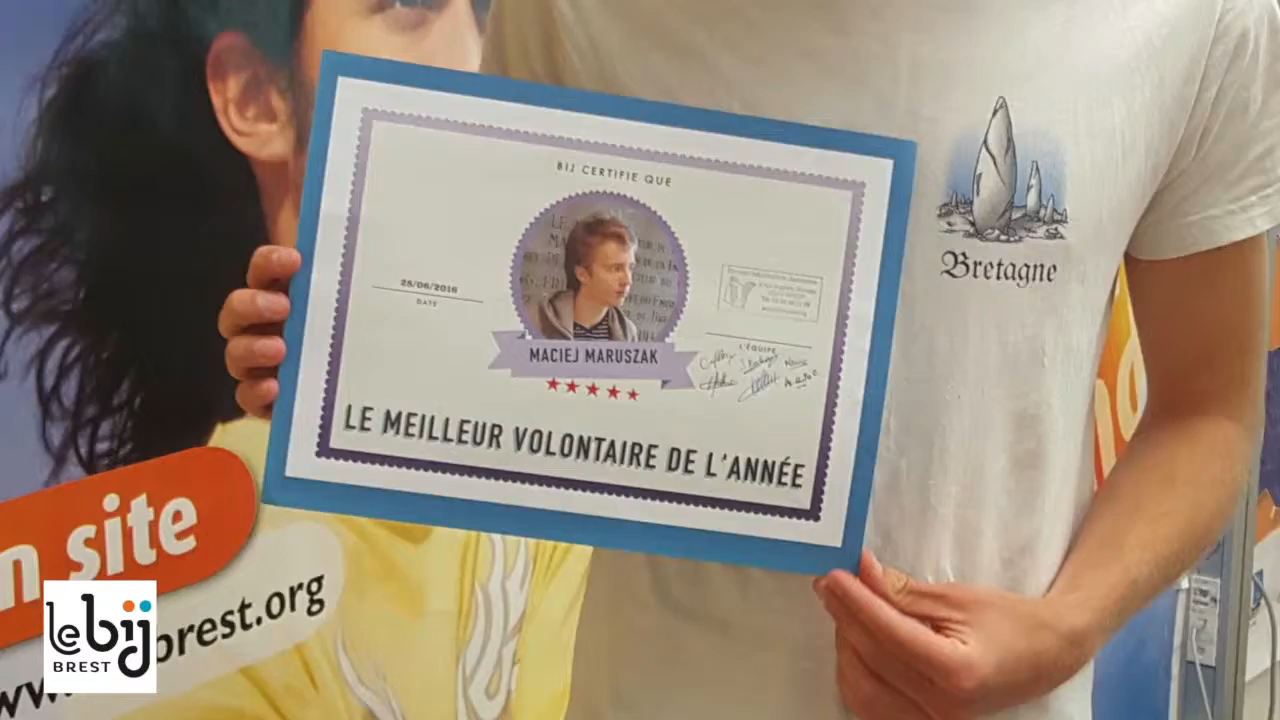 BIJ CERTIFIE QUE
28/06/2016
DATE
MACIEJ MARUSZAK
L'ÉQUIPE
LE MEILLEUR VOLONTAIRE DE L'ANNÉE
Bretagne
n site
brest.org
Le bij
BREST